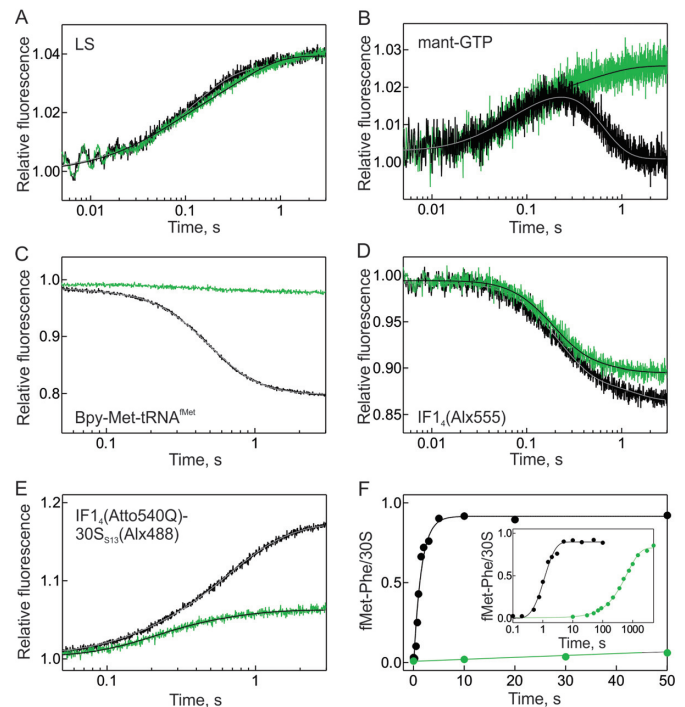 A
LS
Relative fluorescence
1.04
1.02
1.00
0.01
0.1
1
Time, s
B
mant-GTP
Relative fluorescence
1.03
1.02
1.01
1.00
0.01
0.1
1
Time, s
C
Relative fluorescence
1.0
0.9
0.8
Bpy-Met-tRNAfMet
0.1
1
Time, s
D
Relative fluorescence
1.00
0.95
0.90
0.85
IF1₄(Alx555)
0.01
0.1
1
Time, s
E
IF1₄(Atto540Q)-
30S_S13(Alx488)
Relative fluorescence
1.2
1.1
1.0
0.1
1
Time, s
F
fMet-Phe/30S
1.0
0.5
0.0
0
10
20
30
40
50
Time, s
fMet-Phe/30S
1.0
0.5
0.0
0.1
1
10
100
1000
Time, s